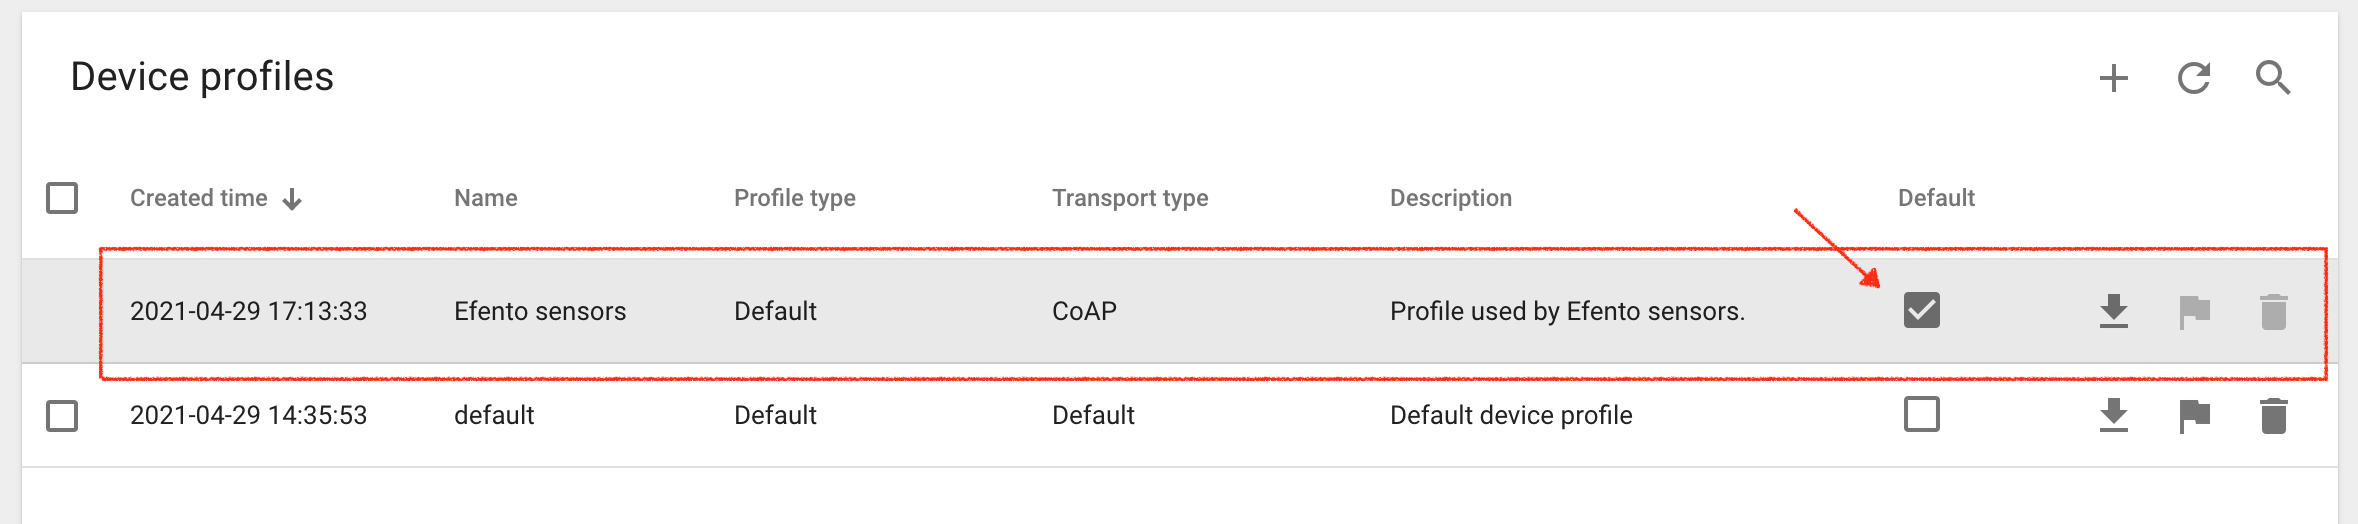 Device profiles
Created time Name Profile type Transport type Description Default
2021-04-29 17:13:33 Efento sensors Default CoAP Profile used by Efento sensors.
2021-04-29 14:35:53 default Default Default Default device profile